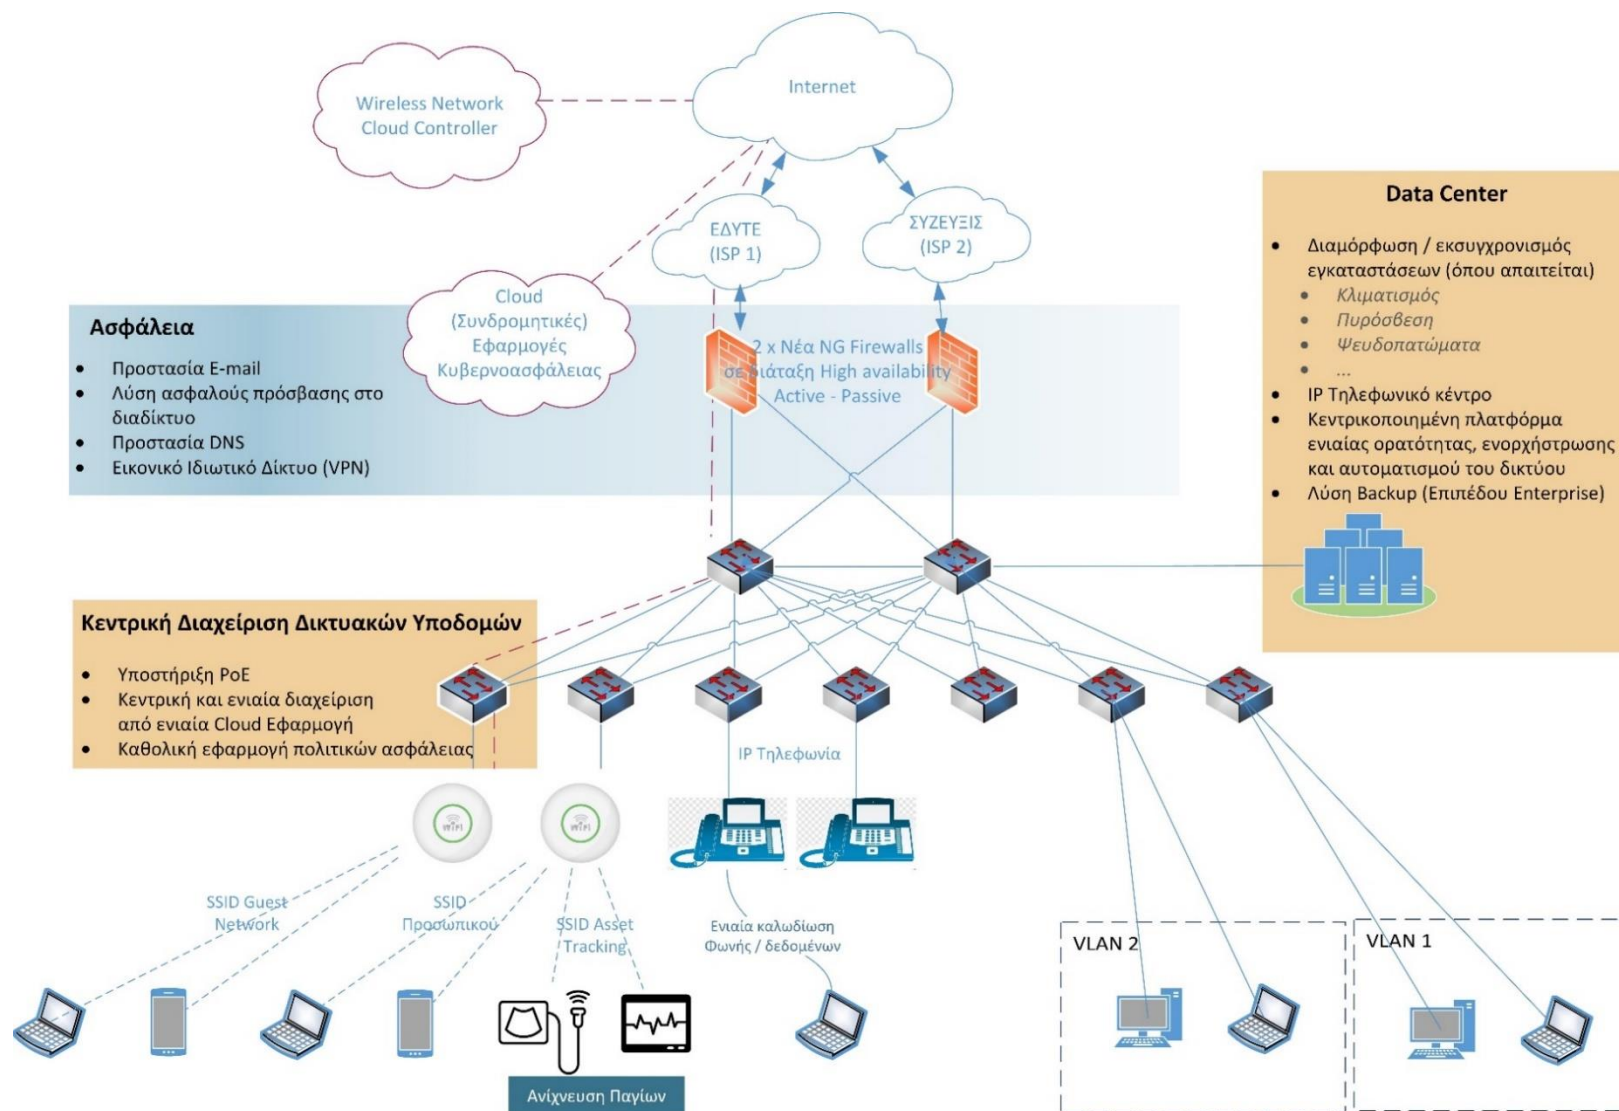 Internet
Wireless Network
Cloud Controller
ΕΔΥΤΕ
(ISP 1)
ΣΥΖΕΥΞΙΣ
(ISP 2)
Cloud
(Συνδρομητικές)
Εφαρμογές
Κυβερνοασφάλειας
Ασφάλεια
• Προστασία E-mail
• Λύση ασφαλούς πρόσβασης στο
διαδίκτυο
• Προστασία DNS
• Εικονικό Ιδιωτικό Δίκτυο (VPN)
2 x Νέα NG Firewalls
σε διάταξη High availability
Active - Passive
Data Center
• Διαμόρφωση / εκσυγχρονισμός
εγκαταστάσεων (όπου απαιτείται)
• Κλιματισμός
• Πυρόσβεση
• Ψευδοπατώματα
• ...
• IP Τηλεφωνικό κέντρο
• Κεντρικοποιημένη πλατφόρμα
ενιαίας ορατότητας, ενορχήστρωσης
και αυτοματισμού του δικτύου
• Λύση Backup (Επιπέδου Enterprise)
Κεντρική Διαχείριση Δικτυακών Υποδομών
• Υποστήριξη PoE
• Κεντρική και ενιαία διαχείριση
από ενιαία Cloud Εφαρμογή
• Καθολική εφαρμογή πολιτικών ασφάλειας
IP Τηλεφωνία
WiFi
WiFi
SSID Guest
Network
SSID
Προσωπικού
SSID Asset
Tracking
Ενιαία καλωδίωση
Φωνής / δεδομένων
VLAN 2
VLAN 1
Ανίχνευση Παγίων